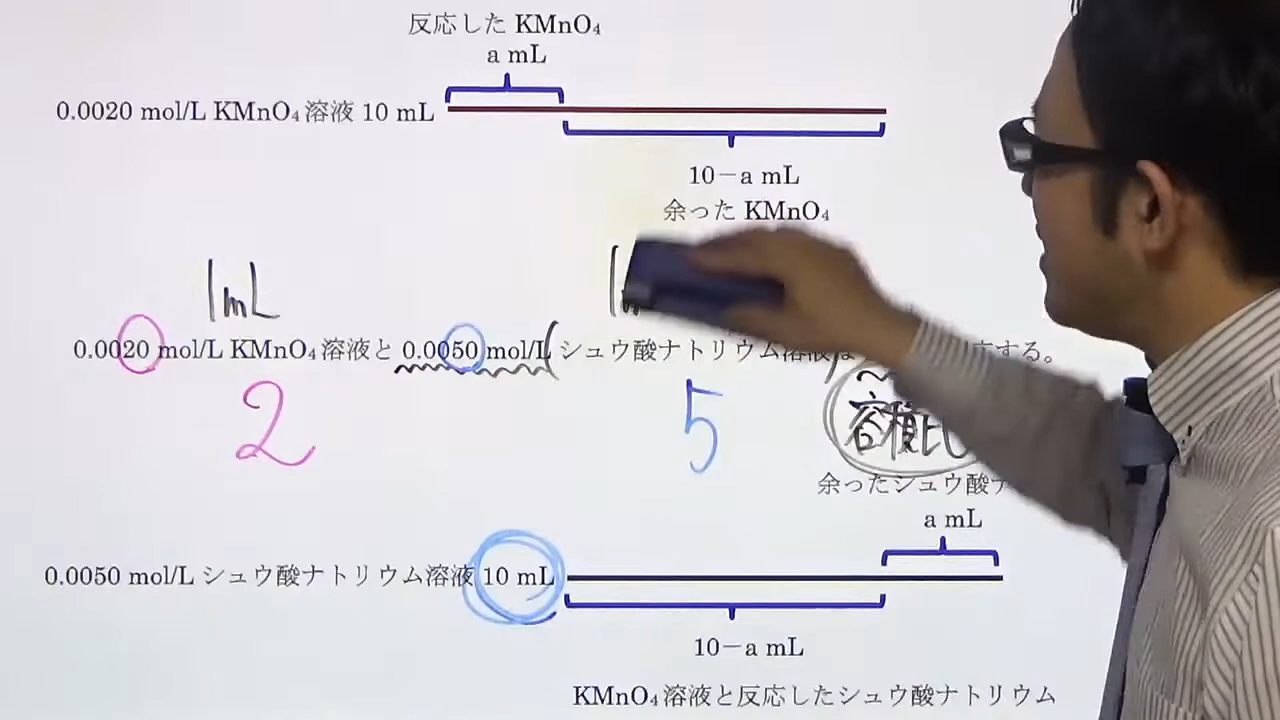 反応した KMnO₄
a mL
0.0020 mol/L KMnO₄ 溶液 10 mL
10－a mL
余った KMnO₄
1mL
0.0020 mol/L KMnO₄ 溶液と 0.0050 mol/L シュウ酸ナトリウム溶液 する。
2 5
容積比
余ったシュウ酸
a mL
0.0050 mol/L シュウ酸ナトリウム溶液 10 mL
10－a mL
KMnO₄ 溶液と反応したシュウ酸ナトリウム